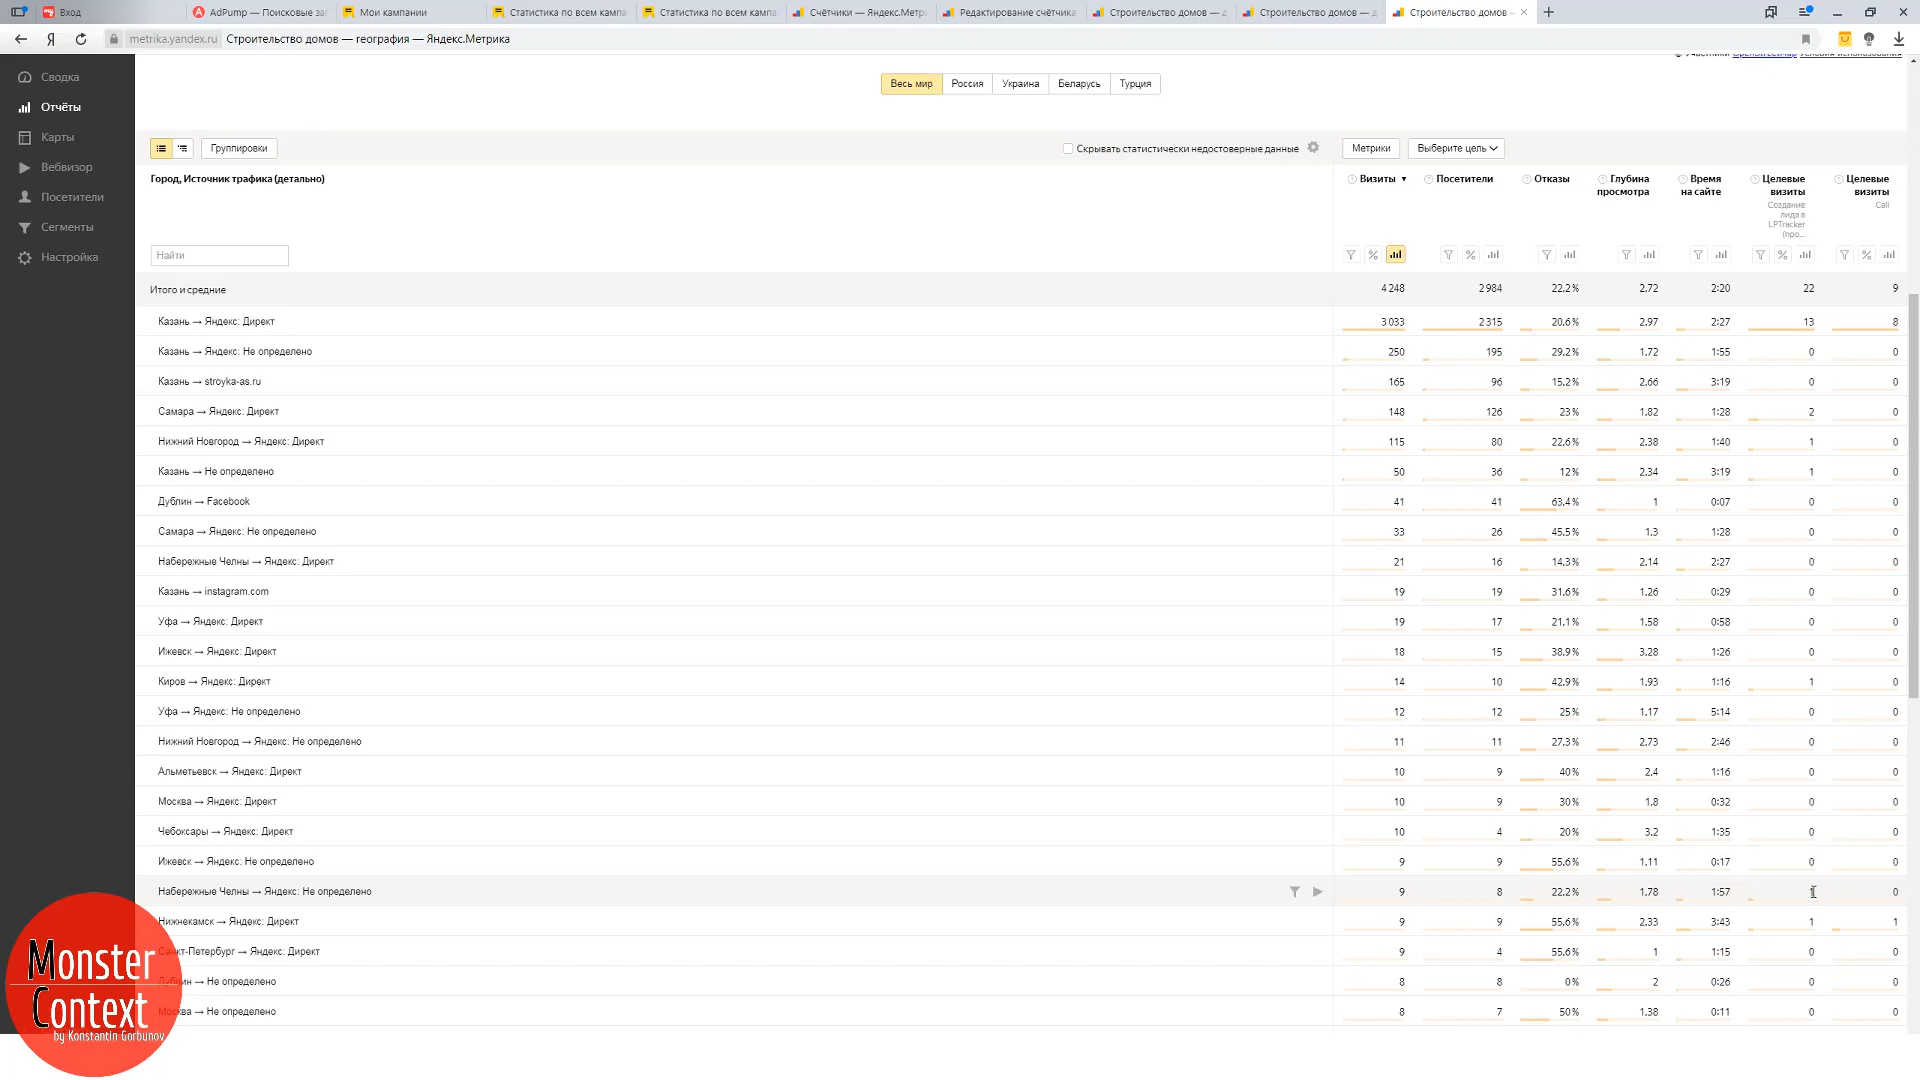 Вход
AdPump — Поисковые за
Мои кампании
Статистика по всем кампа
Статистика по всем кампа
Счётчики — Яндекс.Метр
Редактирование счётчика
Строительство домов — д
Строительство домов — д
Строительство домов —
metrika.yandex.ru Строительство домов — география — Яндекс.Метрика
© Участники OpenStreetMap Условия использования
Сводка
Отчёты
Карты
Вебвизор
Посетители
Сегменты
Настройка
Весь мир Россия Украина Беларусь Турция
Группировки
Скрывать статистически недостоверные данные
Метрики
Выберите цель
Город, Источник трафика (детально)
Визиты ▼
Посетители
Отказы
Глубина просмотра
Время на сайте
Целевые визиты
Создание лида в LPTracker (про...
Целевые визиты
Call
Найти
Итого и средние 4 248 2 984 22,2 % 2,72 2:20 22 9
Казань → Яндекс: Директ 3 033 2 315 20,6 % 2,97 2:27 13 8
Казань → Яндекс: Не определено 250 195 29,2 % 1,72 1:55 0 0
Казань → stroyka-as.ru 165 96 15,2 % 2,66 3:19 0 0
Самара → Яндекс: Директ 148 126 23 % 1,82 1:28 2 0
Нижний Новгород → Яндекс: Директ 115 80 22,6 % 2,38 1:40 1 0
Казань → Не определено 50 36 12 % 2,34 3:19 1 0
Дублин → Facebook 41 41 63,4 % 1 0:07 0 0
Самара → Яндекс: Не определено 33 26 45,5 % 1,3 1:28 0 0
Набережные Челны → Яндекс: Директ 21 16 14,3 % 2,14 2:27 0 0
Казань → instagram.com 19 19 31,6 % 1,26 0:29 0 0
Уфа → Яндекс: Директ 19 17 21,1 % 1,58 0:58 0 0
Ижевск → Яндекс: Директ 18 15 38,9 % 3,28 1:26 0 0
Киров → Яндекс: Директ 14 10 42,9 % 1,93 1:16 1 0
Уфа → Яндекс: Не определено 12 12 25 % 1,17 5:14 0 0
Нижний Новгород → Яндекс: Не определено 11 11 27,3 % 2,73 2:46 0 0
Альметьевск → Яндекс: Директ 10 9 40 % 2,4 1:16 0 0
Москва → Яндекс: Директ 10 9 30 % 1,8 0:32 0 0
Чебоксары → Яндекс: Директ 10 4 20 % 3,2 1:35 0 0
Ижевск → Яндекс: Не определено 9 9 55,6 % 1,11 0:17 0 0
Набережные Челны → Яндекс: Не определено 9 8 22,2 % 1,78 1:57 1 0
Нижнекамск → Яндекс: Директ 9 9 55,6 % 2,33 3:43 1 1
Санкт-Петербург → Яндекс: Директ 9 4 55,6 % 1 1:15 0 0
Дублин → Не определено 8 8 0 % 2 0:26 0 0
Москва → Не определено 8 7 50 % 1,38 0:11 0 0
Monster
Context
by Konstantin Gorbunov